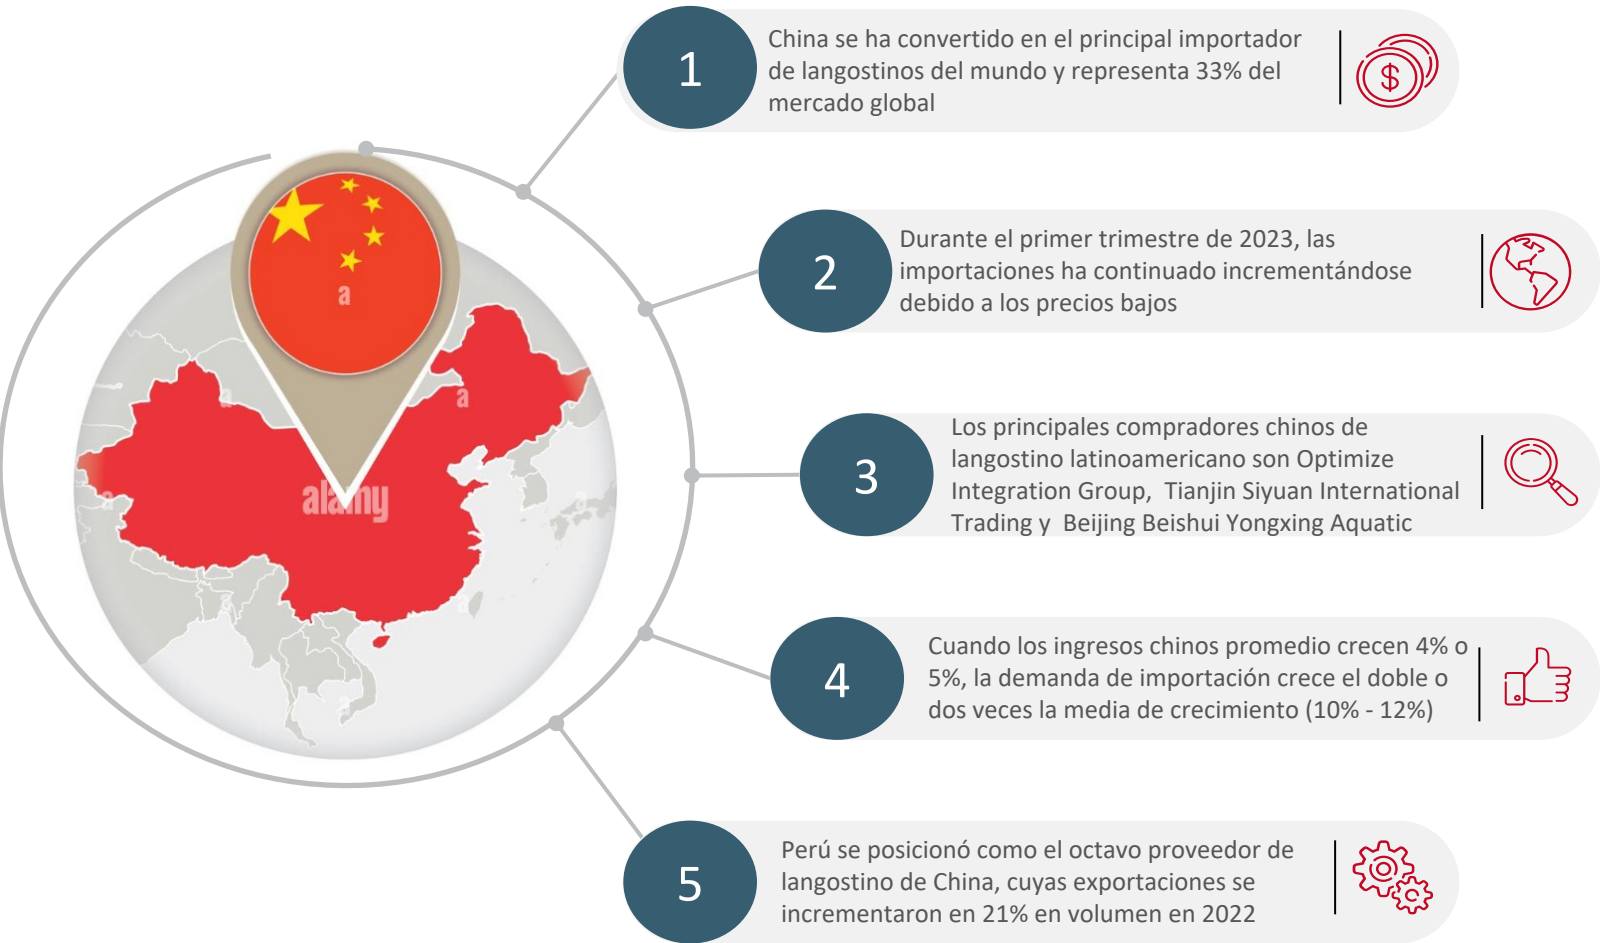 1
China se ha convertido en el principal importador
de langostinos del mundo y representa 33% del
mercado global
$
2
Durante el primer trimestre de 2023, las
importaciones ha continuado incrementándose
debido a los precios bajos
3
Los principales compradores chinos de
langostino latinoamericano son Optimize
Integration Group, Tianjin Siyuan International
Trading y Beijing Beishui Yongxing Aquatic
4
Cuando los ingresos chinos promedio crecen 4% o
5%, la demanda de importación crece el doble o
dos veces la media de crecimiento (10% - 12%)
5
Perú se posicionó como el octavo proveedor de
langostino de China, cuyas exportaciones se
incrementaron en 21% en volumen en 2022
a
a
a
alamy
a
a
a
a